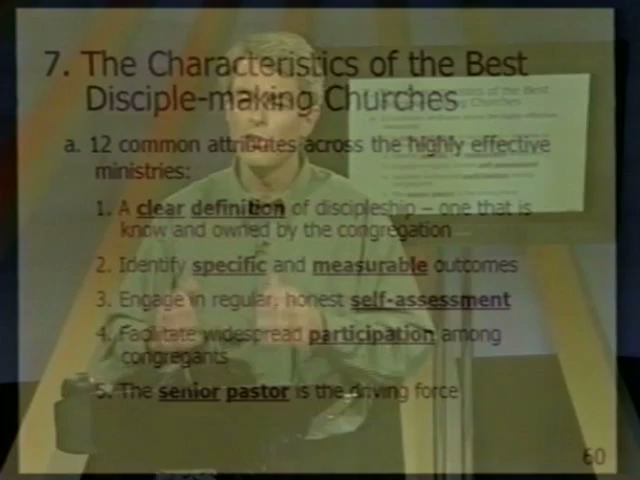 7. The Characteristics of the Best
Disciple-making Churches
a. 12 common attributes across the highly effective
ministries:
1. A clear definition of discipleship – one that is
know and owned by the congregation
2. Identify specific and measurable outcomes
3. Engage in regular, honest self-assessment
4. Facilitate widespread participation among
congregants
5. The senior pastor is the driving force
60